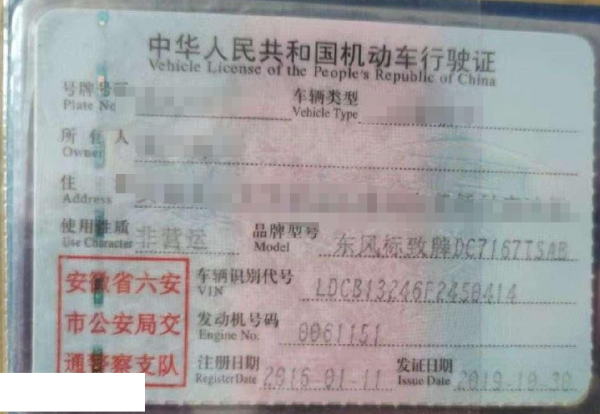 中华人民共和国机动车行驶证
Vehicle License of the People's Republic of China
号牌号
Plate No
车辆类型
Vehicle Type
所有人
Owner
住
Address
使用性质
Use Character
非营运
品牌型号
Model
东风标致牌DC7167TSAB
安徽省六安
市公安局交
通警察支队
车辆识别代号
VIN
LDCB13246F2458414
发动机号码
Engine No.
0061151
注册日期
Register Date
2016-01-11
发证日期
Issue Date
2019-10-30